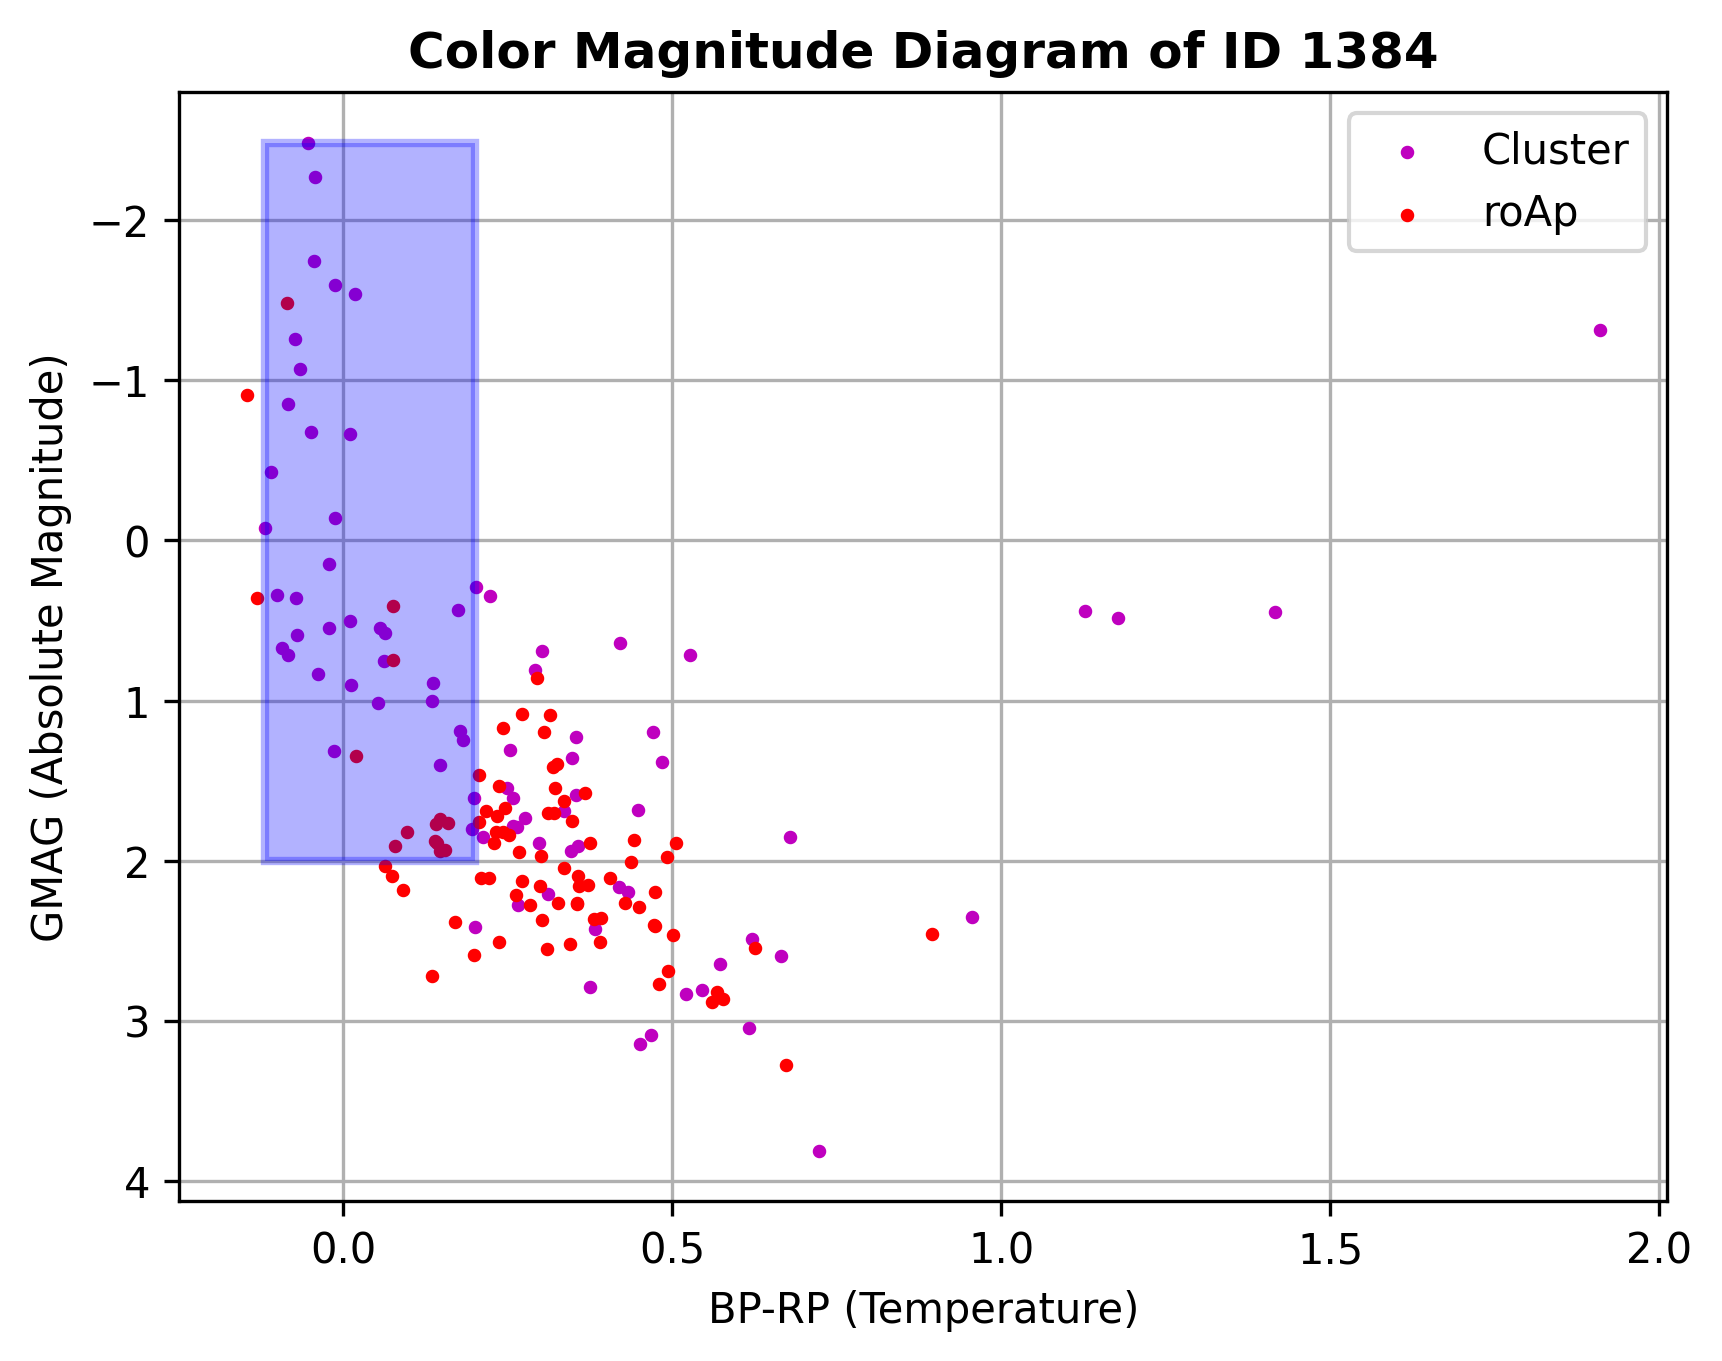 Color Magnitude Diagram of ID 1384
Cluster
roAp
GMAG (Absolute Magnitude)
−2
−1
0
1
2
3
4
0.0 0.5 1.0 1.5 2.0
BP-RP (Temperature)